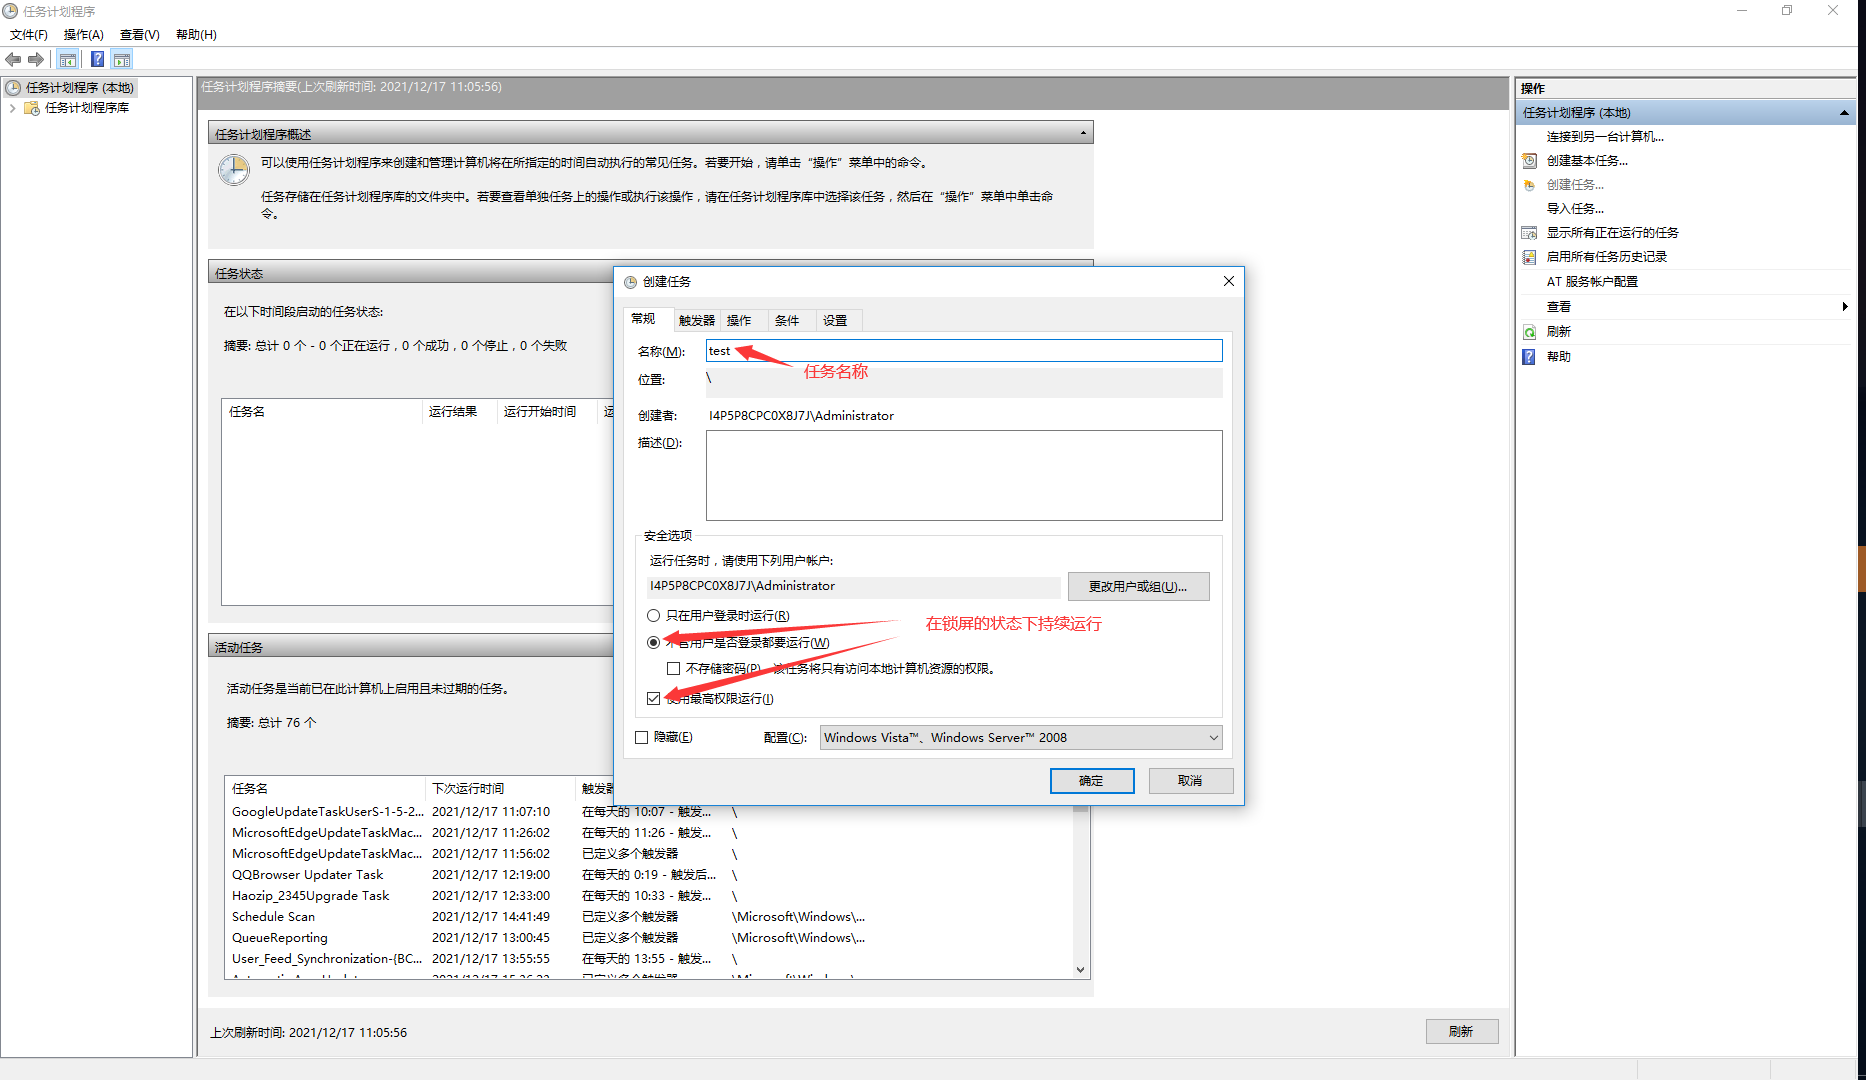 任务计划程序
文件(F) 操作(A) 查看(V) 帮助(H)
任务计划程序 (本地)
任务计划程序库
任务计划程序摘要(上次刷新时间: 2021/12/17 11:05:56)
任务计划程序概述
可以使用任务计划程序来创建和管理计算机将在所指定的时间自动执行的常见任务。若要开始，请单击“操作”菜单中的命令。
任务存储在任务计划程序库的文件夹中。若要查看单独任务上的操作或执行该操作，请在任务计划程序库中选择该任务，然后在“操作”菜单中单击命
令。
任务状态
在以下时间段启动的任务状态:
摘要: 总计 0 个 - 0 个正在运行，0 个成功，0 个停止，0 个失败
任务名 运行结果 运行开始时间
活动任务
活动任务是当前已在此计算机上启用且未过期的任务。
摘要: 总计 76 个
任务名 下次运行时间 触发器
GoogleUpdateTaskUserS-1-5-2... 2021/12/17 11:07:10 在每天的 10:07 - 触发... \
MicrosoftEdgeUpdateTaskMac... 2021/12/17 11:26:02 在每天的 11:26 - 触发... \
MicrosoftEdgeUpdateTaskMac... 2021/12/17 11:56:02 已定义多个触发器 \
QQBrowser Updater Task 2021/12/17 12:19:00 在每天的 0:19 - 触发后... \
Haozip_2345Upgrade Task 2021/12/17 12:33:00 在每天的 10:33 - 触发... \
Schedule Scan 2021/12/17 14:41:49 已定义多个触发器 \Microsoft\Windows\...
QueueReporting 2021/12/17 13:00:45 已定义多个触发器 \Microsoft\Windows\...
User_Feed_Synchronization-{BC... 2021/12/17 13:55:55 在每天的 13:55 - 触发... \
上次刷新时间: 2021/12/17 11:05:56
刷新
创建任务
常规 触发器 操作 条件 设置
名称(M): test
任务名称
位置: \
创建者: I4P5P8CPC0X8J7J\Administrator
描述(D):
安全选项
运行任务时，请使用下列用户帐户:
I4P5P8CPC0X8J7J\Administrator 更改用户或组(U)...
只在用户登录时运行(R)
在锁屏的状态下持续运行
不管用户是否登录都要运行(W)
不存储密码(P)。该任务将只有访问本地计算机资源的权限。
使用最高权限运行(I)
隐藏(E) 配置(C): Windows Vista™、Windows Server™ 2008
确定 取消
操作
任务计划程序 (本地)
连接到另一台计算机...
创建基本任务...
创建任务...
导入任务...
显示所有正在运行的任务
启用所有任务历史记录
AT 服务帐户配置
查看
刷新
帮助